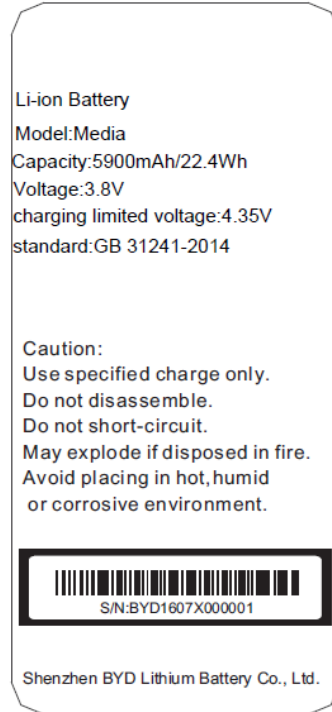 Li-ion Battery
Model:Media
Capacity:5900mAh/22.4Wh
Voltage:3.8V
charging limited voltage:4.35V
standard:GB 31241-2014
Caution:
Use specified charge only.
Do not disassemble.
Do not short-circuit.
May explode if disposed in fire.
Avoid placing in hot,humid
or corrosive environment.
S/N:BYD1607X000001
Shenzhen BYD Lithium Battery Co., Ltd.